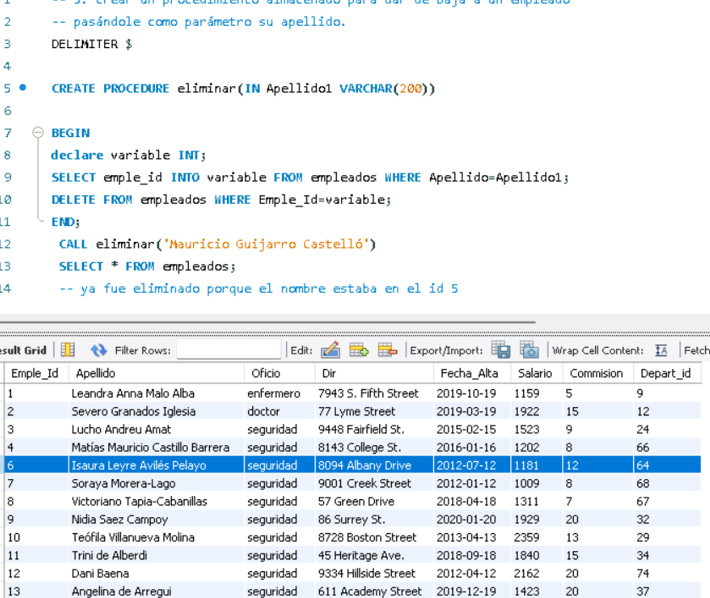 -- 3. crear un procedimiento almacenado para dar de baja a un empleado
2 -- pasándole como parámetro su apellido.
3 DELIMITER $
4
5 CREATE PROCEDURE eliminar(IN Apellido1 VARCHAR(200))
6
7 BEGIN
8 declare variable INT;
9 SELECT emple_id INTO variable FROM empleados WHERE Apellido=Apellido1;
10 DELETE FROM empleados WHERE Emple_Id=variable;
11 END;
12 CALL eliminar('Mauricio Guijarro Castelló')
13 SELECT * FROM empleados;
14 -- ya fue eliminado porque el nombre estaba en el id 5
esult Grid Filter Rows: Edit: Export/Import: Wrap Cell Content: IA Fetch
Emple_Id Apellido Oficio Dir Fecha_Alta Salario Commision Depart_id
1 Leandra Anna Malo Alba enfermero 7943 S. Fifth Street 2019-10-19 1159 5 9
2 Severo Granados Iglesia doctor 77 Lyme Street 2019-03-19 1922 15 12
3 Lucho Andreu Amat seguridad 9448 Fairfield St. 2015-02-15 1523 9 24
4 Matías Mauricio Castillo Barrera seguridad 8143 College St. 2016-01-16 1202 8 66
6 Isaura Leyre Avilés Pelayo seguridad 8094 Albany Drive 2012-07-12 1181 12 64
7 Soraya Morera-Lago seguridad 9001 Creek Street 2012-01-12 1009 8 68
8 Victoriano Tapia-Cabanillas seguridad 57 Green Drive 2018-04-18 1311 7 67
9 Nidia Saez Campoy seguridad 86 Surrey St. 2020-01-20 1929 20 32
10 Teófila Villanueva Molina seguridad 8728 Boston Street 2013-04-13 2359 13 29
11 Trini de Alberdi seguridad 45 Heritage Ave. 2018-09-18 1840 15 34
12 Dani Baena seguridad 9334 Hillside Street 2012-04-12 2162 20 74
13 Angelina de Arregui seguridad 611 Academy Street 2019-12-19 1423 20 37